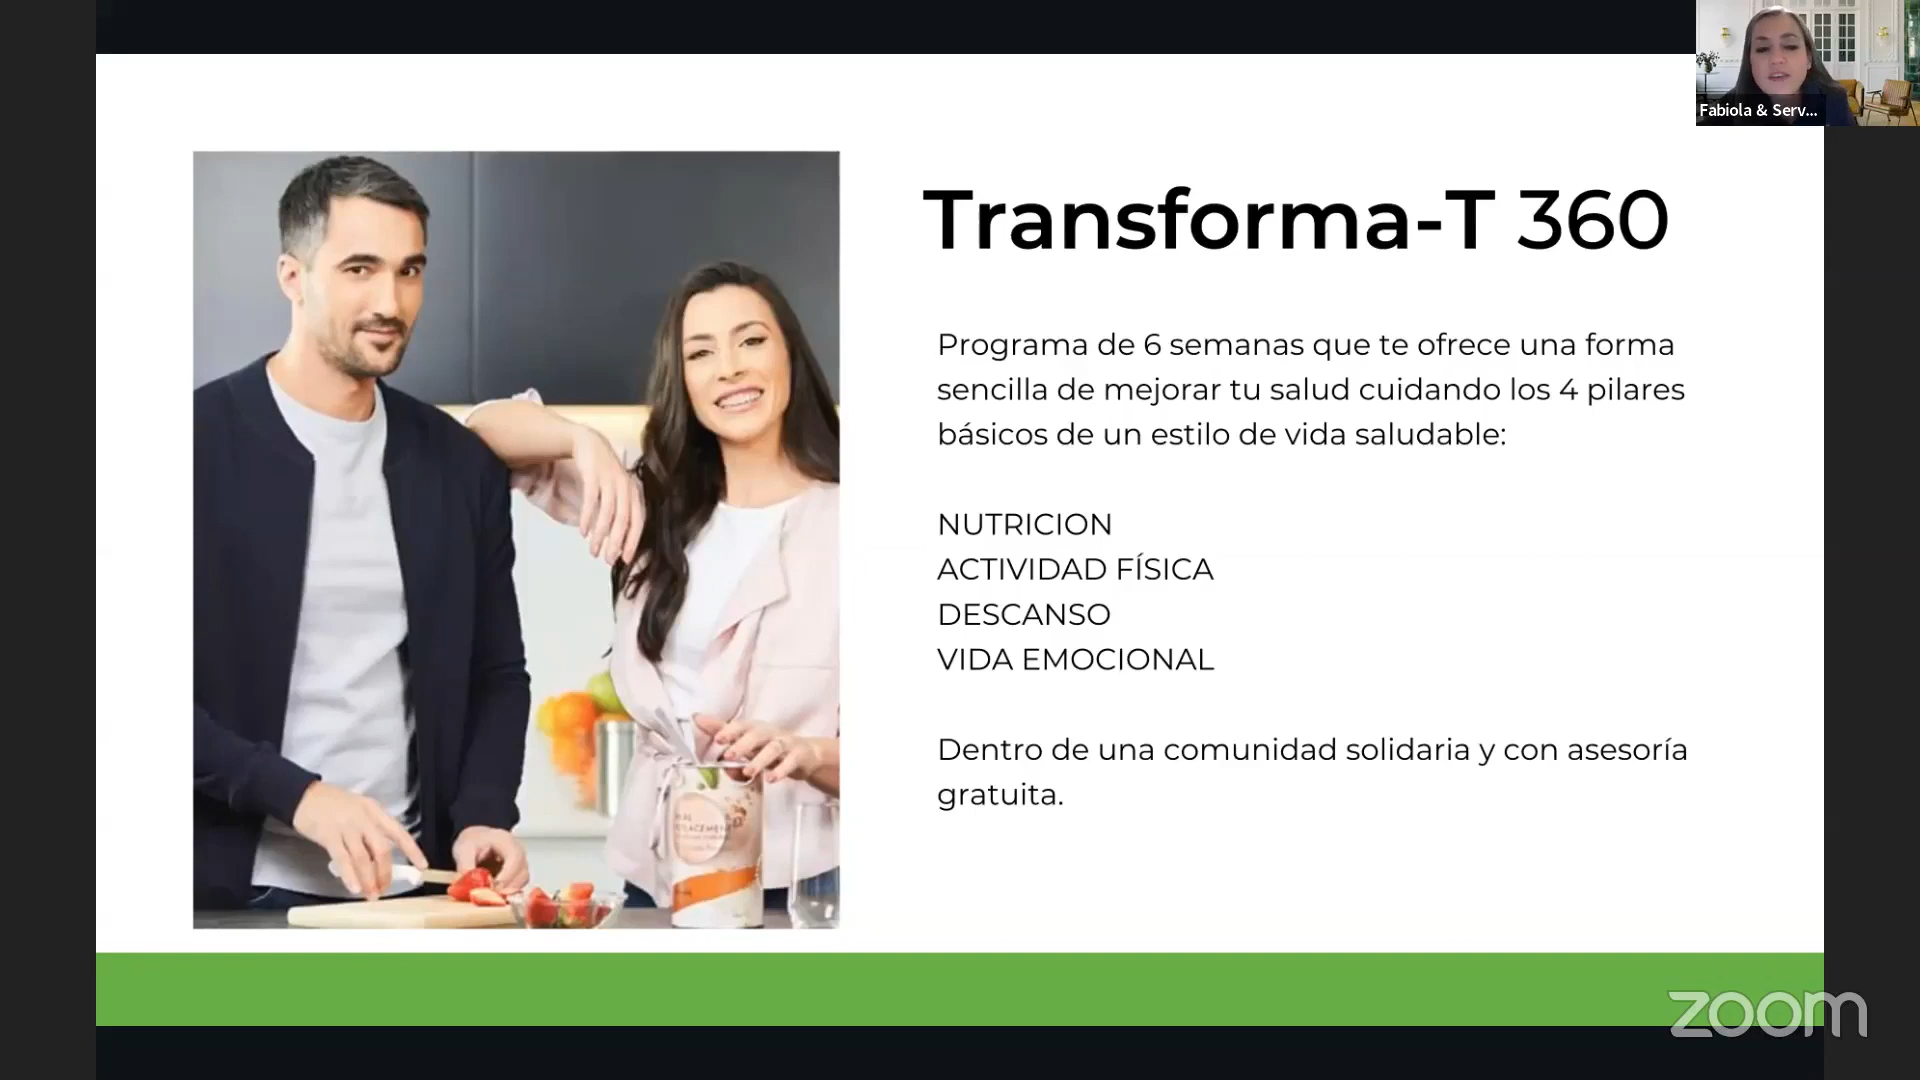 Fabiola & Serv...
Transforma-T 360
Programa de 6 semanas que te ofrece una forma
sencilla de mejorar tu salud cuidando los 4 pilares
básicos de un estilo de vida saludable:
NUTRICION
ACTIVIDAD FÍSICA
DESCANSO
VIDA EMOCIONAL
Dentro de una comunidad solidaria y con asesoría
gratuita.
zoom